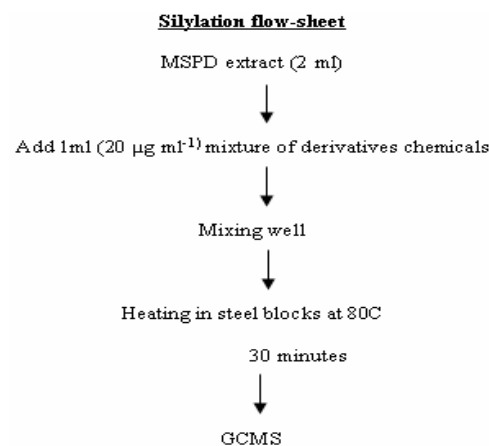 Silylation flow-sheet
MSPD extract (2 ml)
Add 1ml (20 µg ml-1) mixture of derivatives chemicals
Mixing well
Heating in steel blocks at 80C
30 minutes
GCMS